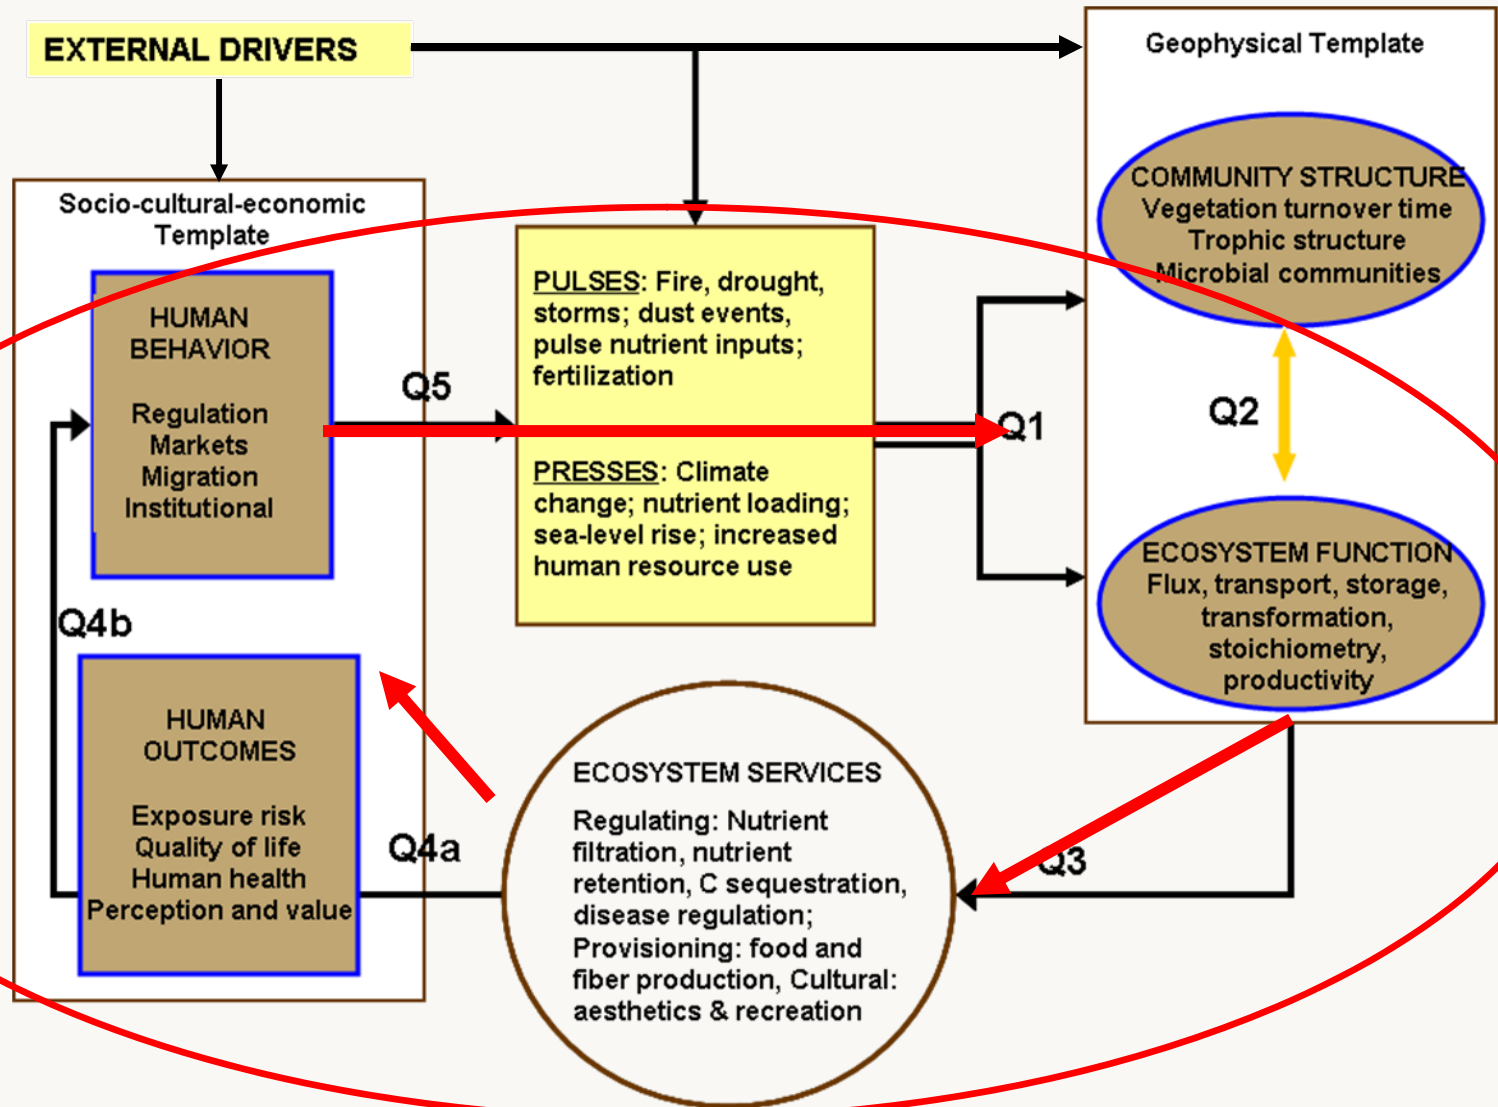 EXTERNAL DRIVERS
Geophysical Template
COMMUNITY STRUCTURE
Vegetation turnover time
Trophic structure
Microbial communities
Socio-cultural-economic
Template
HUMAN
BEHAVIOR
Regulation
Markets
Migration
Institutional
Q5
PULSES: Fire, drought,
storms; dust events,
pulse nutrient inputs;
fertilization
PRESSES: Climate
change; nutrient loading;
sea-level rise; increased
human resource use
Q1
Q2
ECOSYSTEM FUNCTION
Flux, transport, storage,
transformation,
stoichiometry,
productivity
Q4b
HUMAN
OUTCOMES
Exposure risk
Quality of life
Human health
Perception and value
Q4a
ECOSYSTEM SERVICES
Regulating: Nutrient
filtration, nutrient
retention, C sequestration,
disease regulation;
Provisioning: food and
fiber production, Cultural:
aesthetics & recreation
Q3